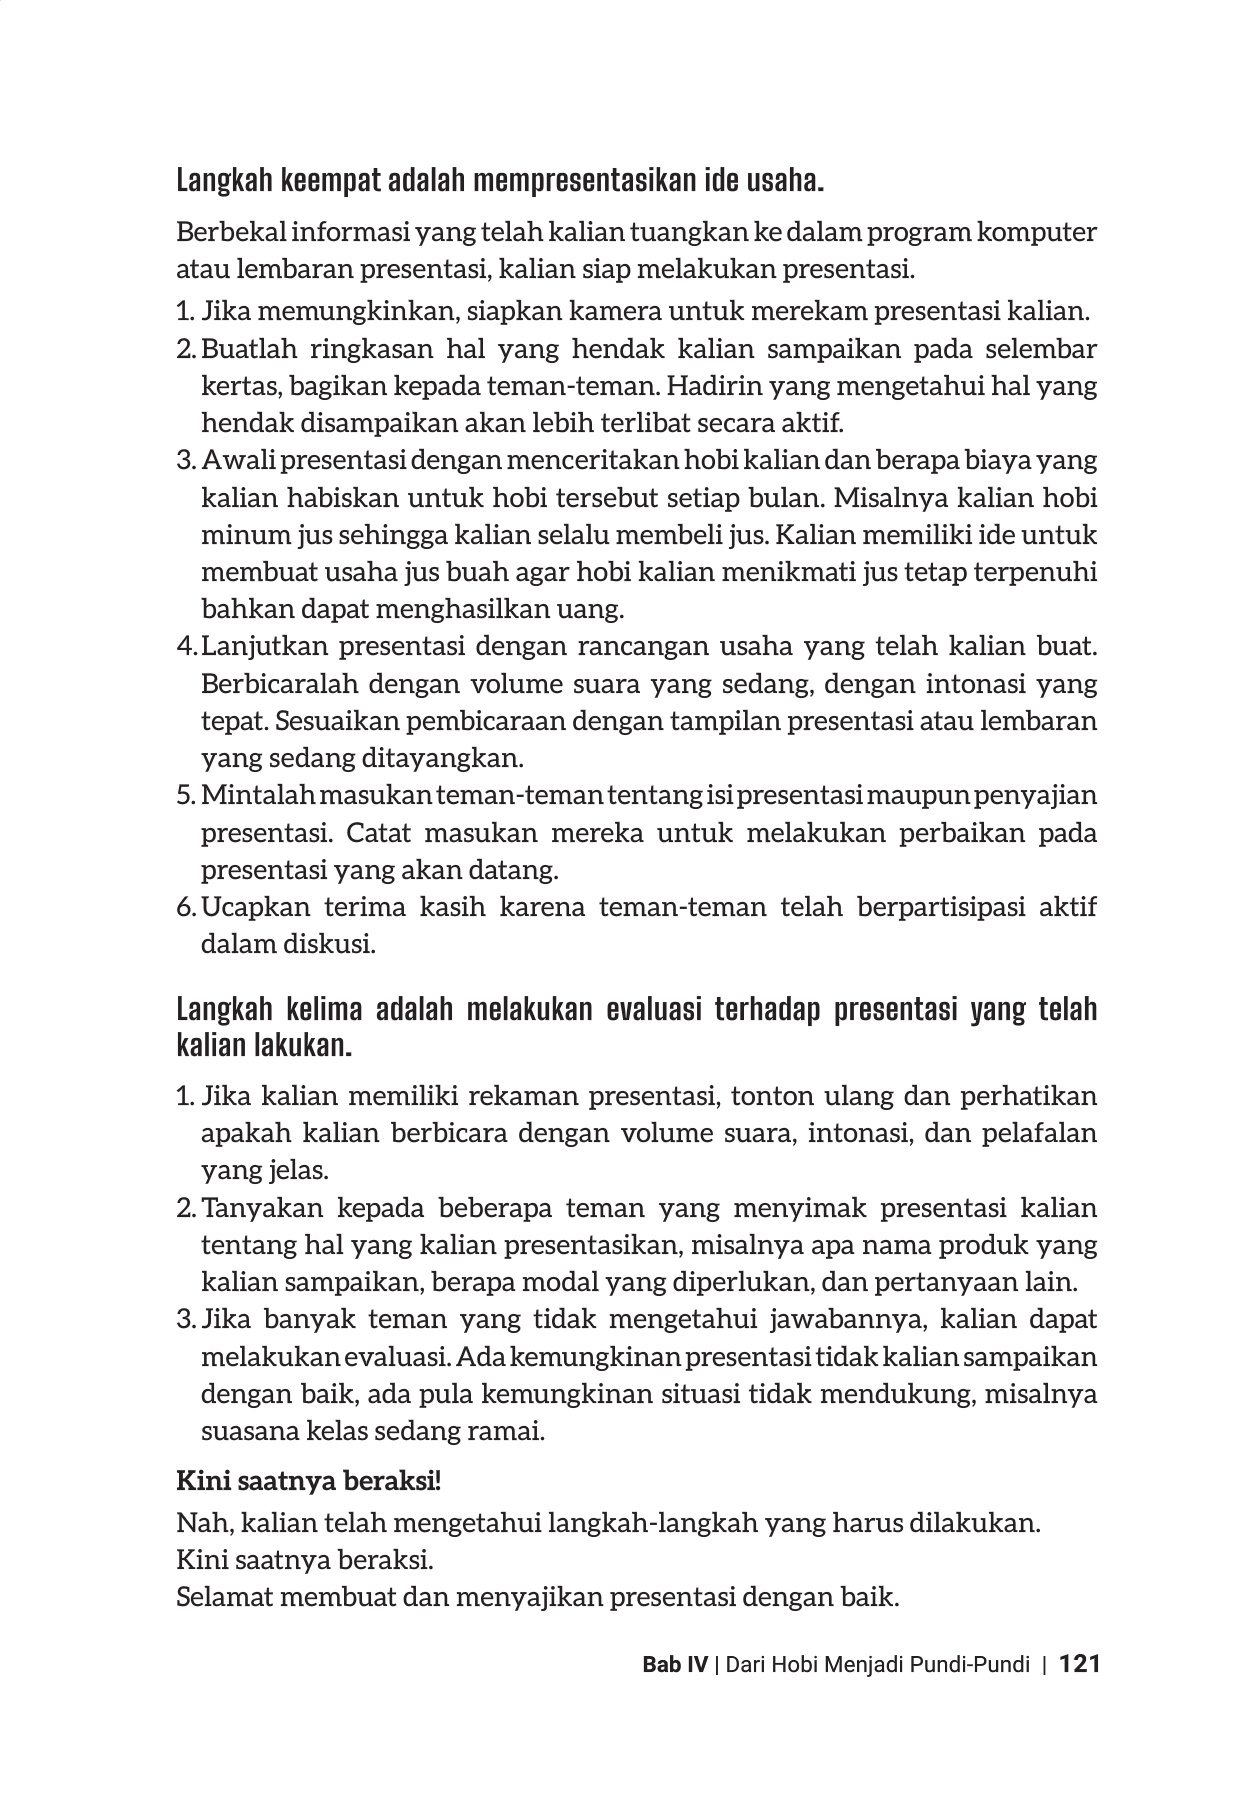 Langkah keempat adalah mempresentasikan ide usaha.
Berbekal informasi yang telah kalian tuangkan ke dalam program komputer
atau lembaran presentasi, kalian siap melakukan presentasi.
1. Jika memungkinkan, siapkan kamera untuk merekam presentasi kalian.
2. Buatlah ringkasan hal yang hendak kalian sampaikan pada selembar
kertas, bagikan kepada teman-teman. Hadirin yang mengetahui hal yang
hendak disampaikan akan lebih terlibat secara aktif.
3. Awali presentasi dengan menceritakan hobi kalian dan berapa biaya yang
kalian habiskan untuk hobi tersebut setiap bulan. Misalnya kalian hobi
minum jus sehingga kalian selalu membeli jus. Kalian memiliki ide untuk
membuat usaha jus buah agar hobi kalian menikmati jus tetap terpenuhi
bahkan dapat menghasilkan uang.
4. Lanjutkan presentasi dengan rancangan usaha yang telah kalian buat.
Berbicaralah dengan volume suara yang sedang, dengan intonasi yang
tepat. Sesuaikan pembicaraan dengan tampilan presentasi atau lembaran
yang sedang ditayangkan.
5. Mintalah masukan teman-teman tentang isi presentasi maupun penyajian
presentasi. Catat masukan mereka untuk melakukan perbaikan pada
presentasi yang akan datang.
6. Ucapkan terima kasih karena teman-teman telah berpartisipasi aktif
dalam diskusi.
Langkah kelima adalah melakukan evaluasi terhadap presentasi yang telah
kalian lakukan.
1. Jika kalian memiliki rekaman presentasi, tonton ulang dan perhatikan
apakah kalian berbicara dengan volume suara, intonasi, dan pelafalan
yang jelas.
2. Tanyakan kepada beberapa teman yang menyimak presentasi kalian
tentang hal yang kalian presentasikan, misalnya apa nama produk yang
kalian sampaikan, berapa modal yang diperlukan, dan pertanyaan lain.
3. Jika banyak teman yang tidak mengetahui jawabannya, kalian dapat
melakukan evaluasi. Ada kemungkinan presentasi tidak kalian sampaikan
dengan baik, ada pula kemungkinan situasi tidak mendukung, misalnya
suasana kelas sedang ramai.
Kini saatnya beraksi!
Nah, kalian telah mengetahui langkah-langkah yang harus dilakukan.
Kini saatnya beraksi.
Selamat membuat dan menyajikan presentasi dengan baik.
Bab IV | Dari Hobi Menjadi Pundi-Pundi | 121